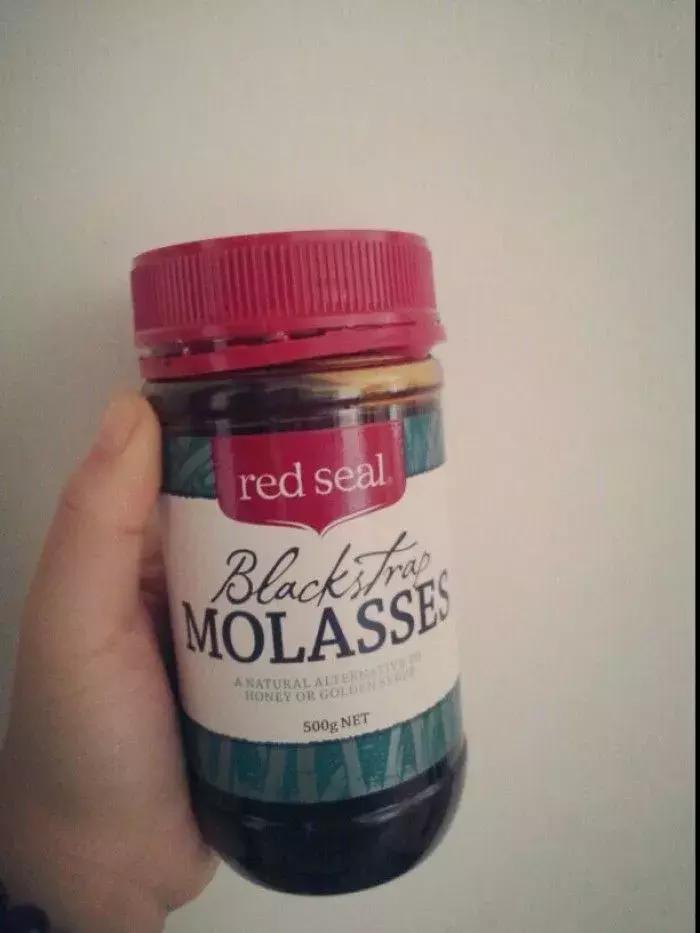 red seal
Blackstrap
MOLASSES
A NATURAL ALTERNATIVE TO
HONEY OR GOLDEN SYRUP
500g NET